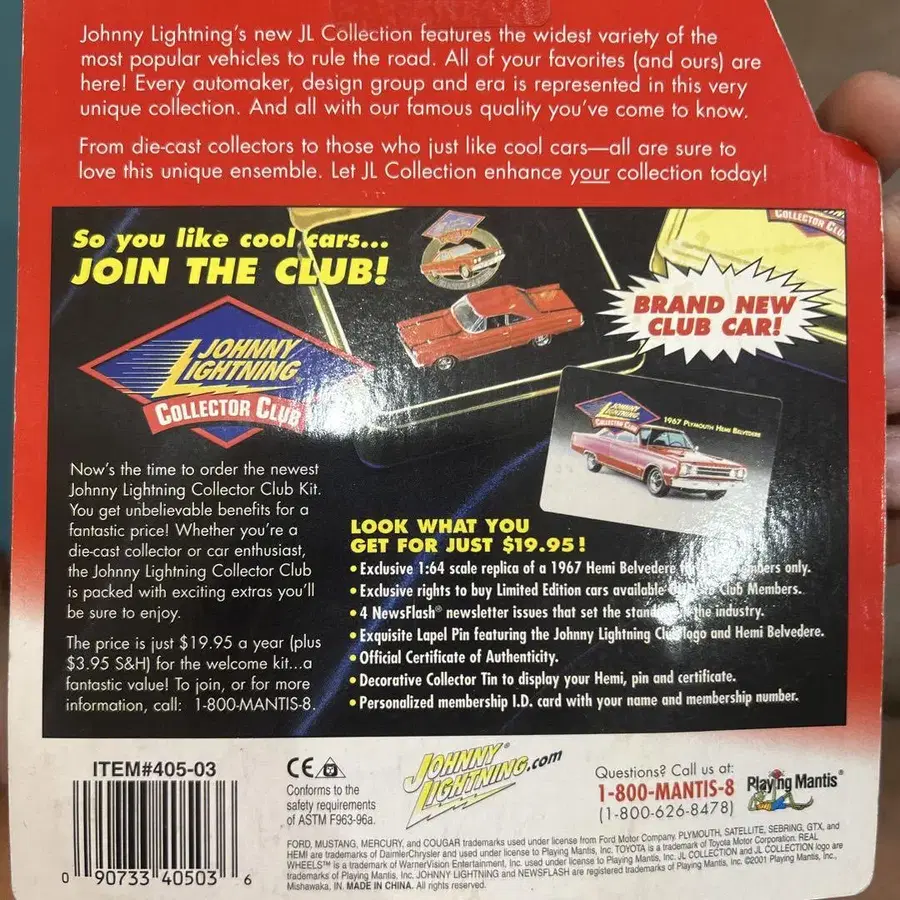 Johnny Lightning's new JL Collection features the widest variety of the
most popular vehicles to rule the road. All of your favorites (and ours) are
here! Every automaker, design group and era is represented in this very
unique collection. And all with our famous quality you've come to know.
From die-cast collectors to those who just like cool cars—all are sure to
love this unique ensemble. Let JL Collection enhance your collection today!
So you like cool cars...
JOIN THE CLUB!
COLLECTOR CLU
BRAND NEW
CLUB CAR!
JOHNNY
LIGHTNING
COLLECTOR CLUB
JOHNNY
LIGHTNING
COLLECTOR CLUB
1967 PLYMOUTH HEMI BELVEDERE
Now's the time to order the newest
Johnny Lightning Collector Club Kit.
You get unbelievable benefits for a
fantastic price! Whether you're a
die-cast collector or car enthusiast,
the Johnny Lightning Collector Club
is packed with exciting extras you'll
be sure to enjoy.
The price is just $19.95 a year (plus
$3.95 S&H) for the welcome kit...a
fantastic value! To join, or for more
information, call: 1-800-MANTIS-8.
LOOK WHAT YOU
GET FOR JUST $19.95!
• Exclusive 1:64 scale replica of a 1967 Hemi Belvedere only.
• Exclusive rights to buy Limited Edition cars available Club Members.
• 4 NewsFlash® newsletter issues that set the the industry.
• Exquisite Lapel Pin featuring the Johnny Lightning Club logo and Hemi Belvedere.
• Official Certificate of Authenticity.
• Decorative Collector Tin to display your Hemi, pin and certificate.
• Personalized membership I.D. card with your name and membership number.
ITEM#405-03
0 90733 40503 6
CE
Conforms to the
safety requirements
of ASTM F963-96a.
JOHNNY®
LIGHTNING.com
Questions? Call us at:
1-800-MANTIS-8
(1-800-626-8478)
Playing Mantis®
FORD, MUSTANG, MERCURY, and COUGAR trademarks used under license from Ford Motor Company. PLYMOUTH, SATELLITE, SEBRING, GTX, and
HEMI are trademarks of DaimlerChrysler and used under license to Playing Mantis, Inc. TOYOTA is a trademark of Toyota Motor Corporation. REAL
WHEELS™ is a trademark of WarnerVision Entertainment, Inc. used under license to Playing Mantis, Inc. JL COLLECTION and JL COLLECTION logo are
trademarks of Playing Mantis, Inc. JOHNNY LIGHTNING and NEWSFLASH are registered trademarks of Playing Mantis, Inc. ©2001 Playing Mantis, Inc.,
Mishawaka, IN. MADE IN CHINA. All rights reserved.